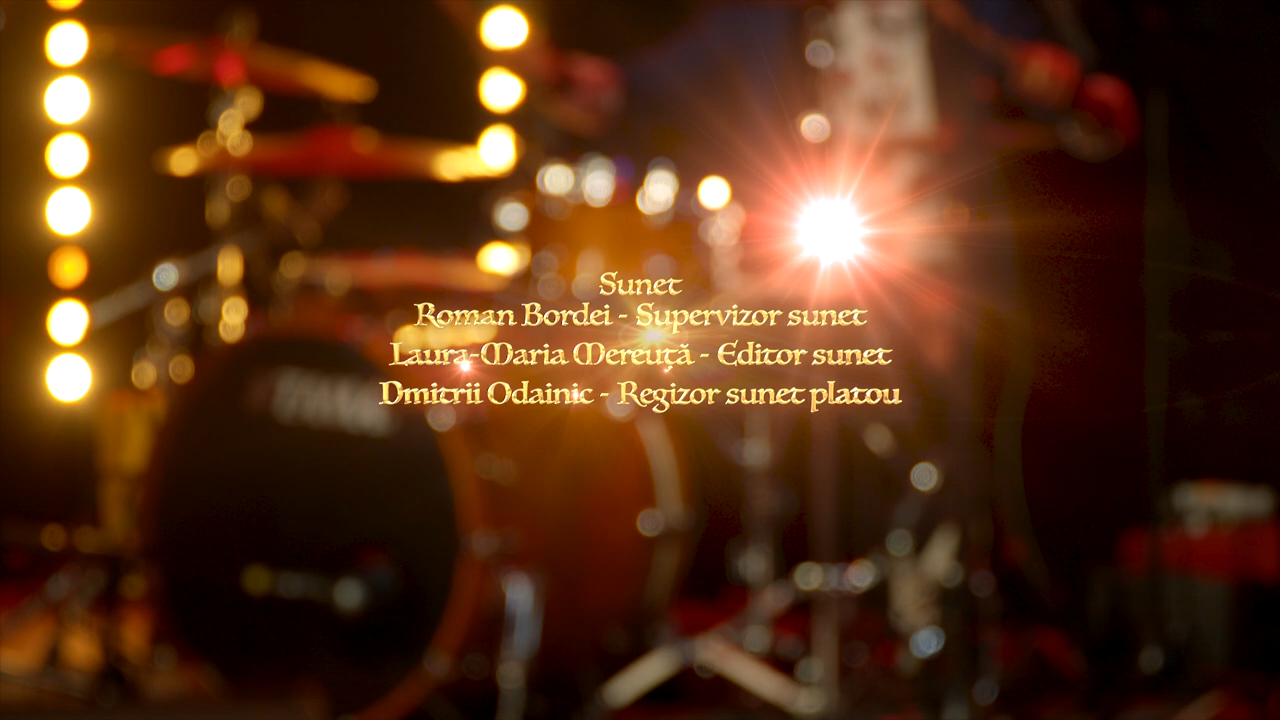 Sunet
Roman Bordei - Supervizor sunet
Laura-Maria Mereuță - Editor sunet
Dmitrii Odainic - Regizor sunet platou